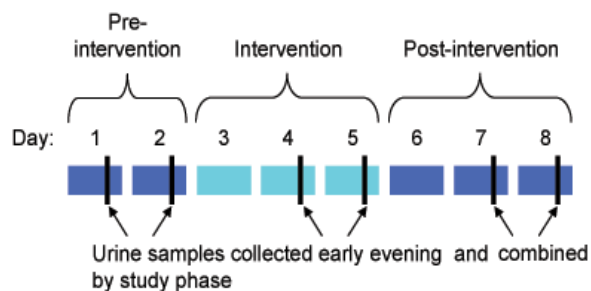 Pre-
intervention
Intervention
Post-intervention
Day: 1 2 3 4 5 6 7 8
Urine samples collected early evening and combined
by study phase